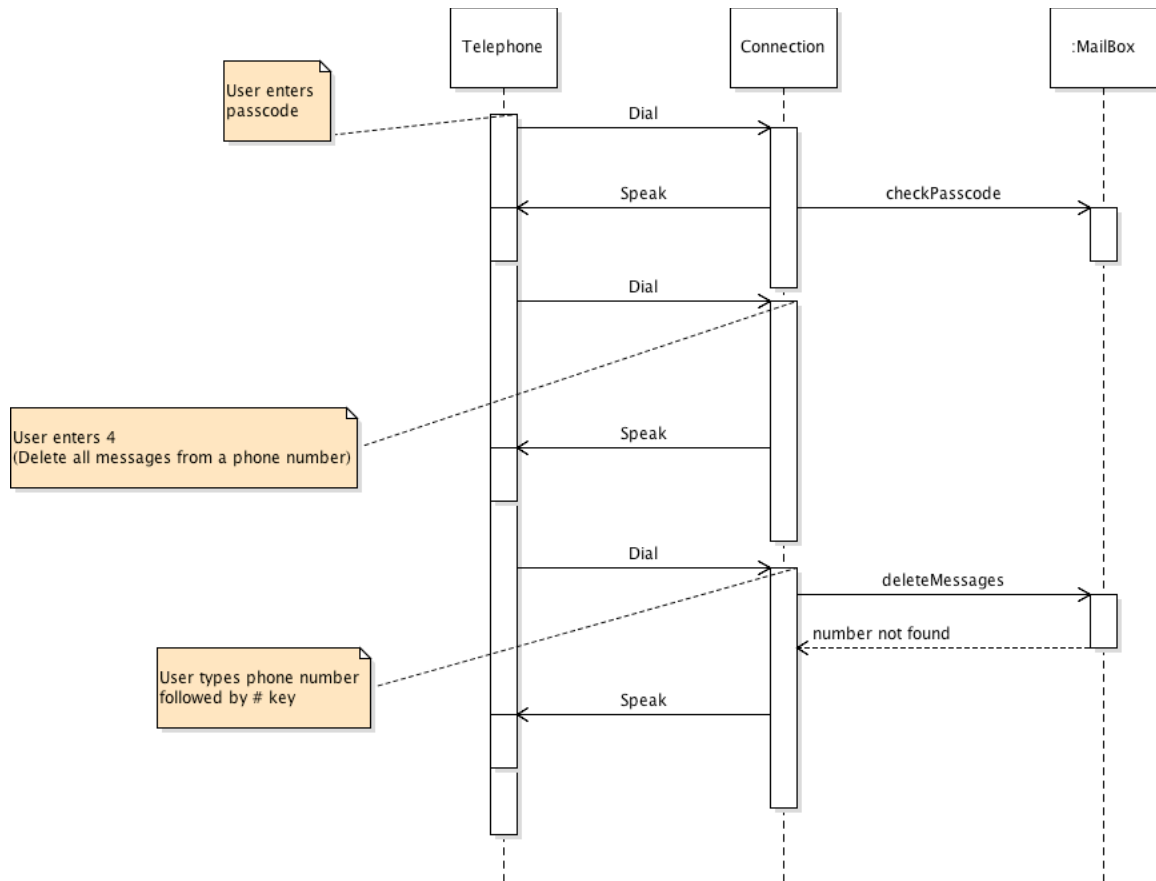 Telephone
Connection
:MailBox
User enters
passcode
Dial
Speak
checkPasscode
Dial
User enters 4
(Delete all messages from a phone number)
Speak
Dial
deleteMessages
number not found
User types phone number
followed by # key
Speak